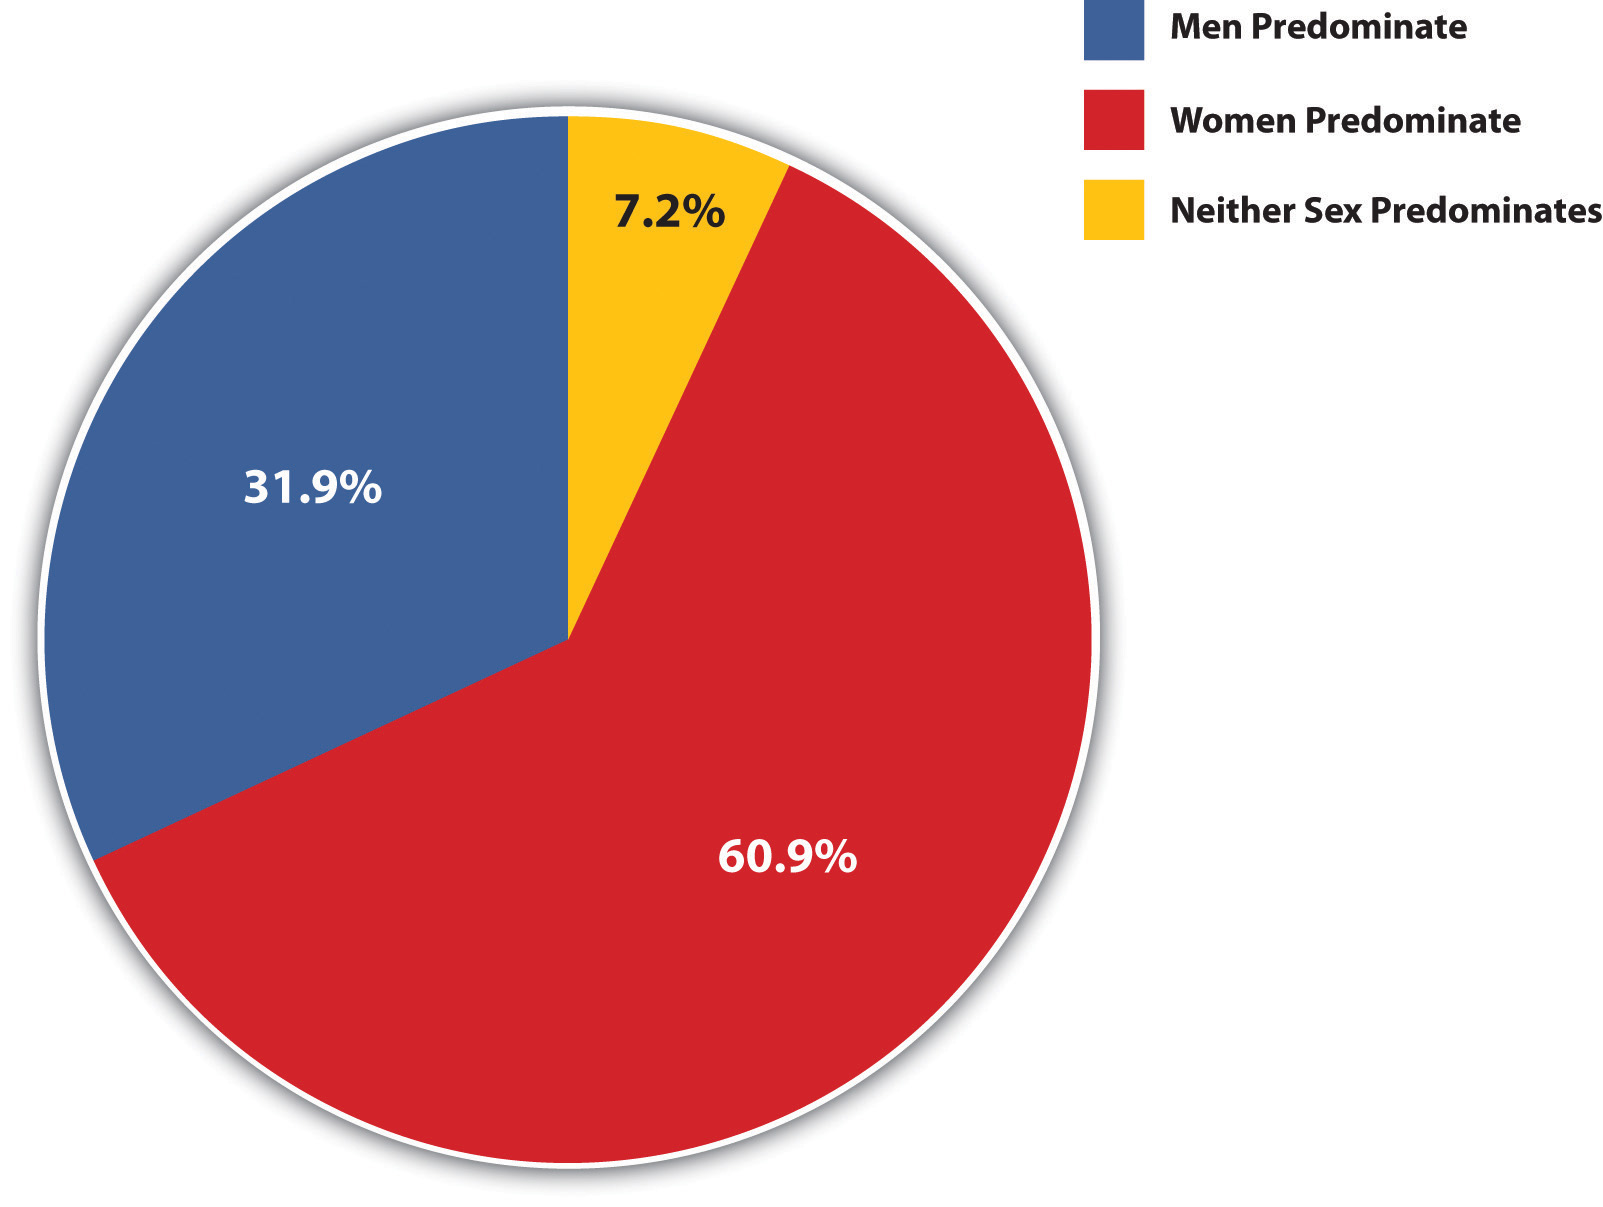 Men Predominate
Women Predominate
Neither Sex Predominates
7.2%
31.9%
60.9%